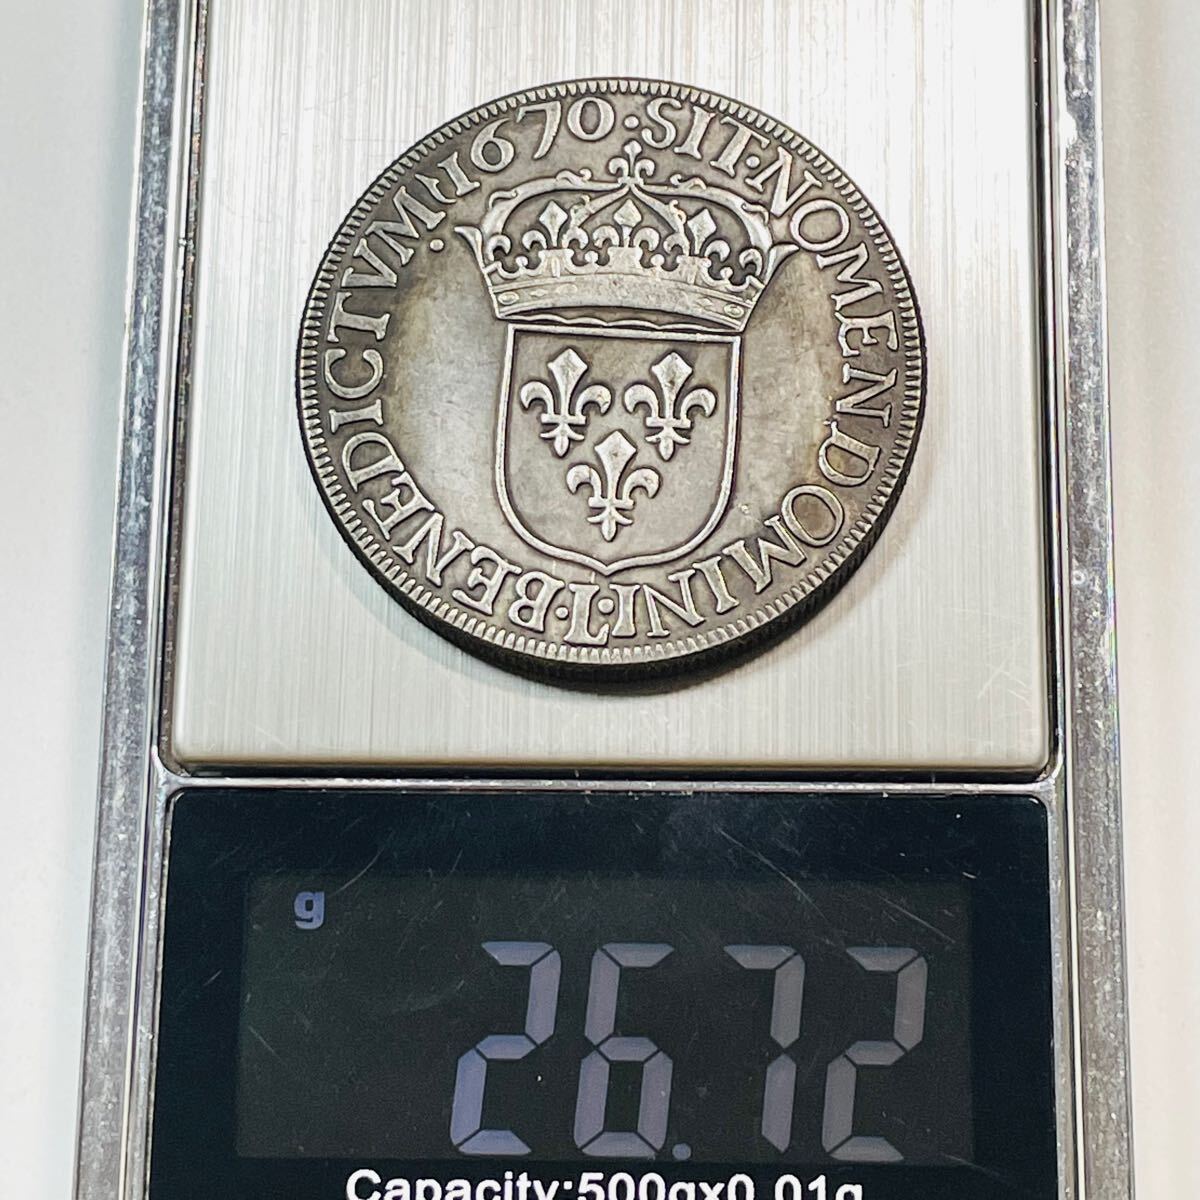 1670·SIT·NOMEN DOMINI·L·BENEDICTVM·
g
26.72
Capacity:500gx0.01g